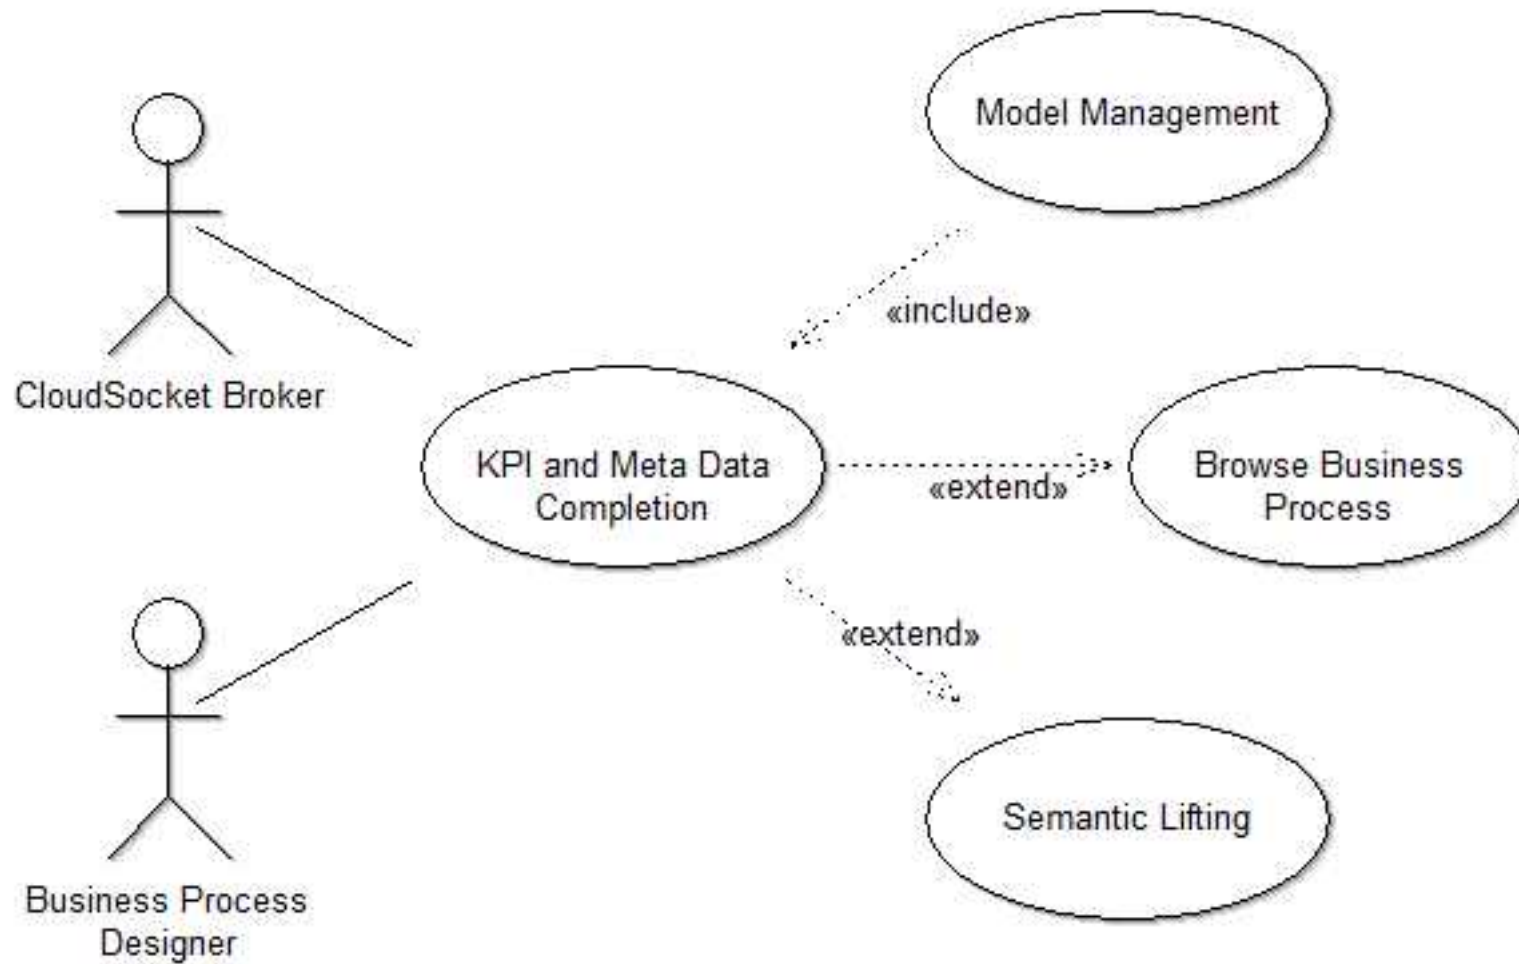 Model Management
«include»
CloudSocket Broker
KPI and Meta Data
Completion
«extend»
Browse Business
Process
«extend»
Semantic Lifting
Business Process
Designer